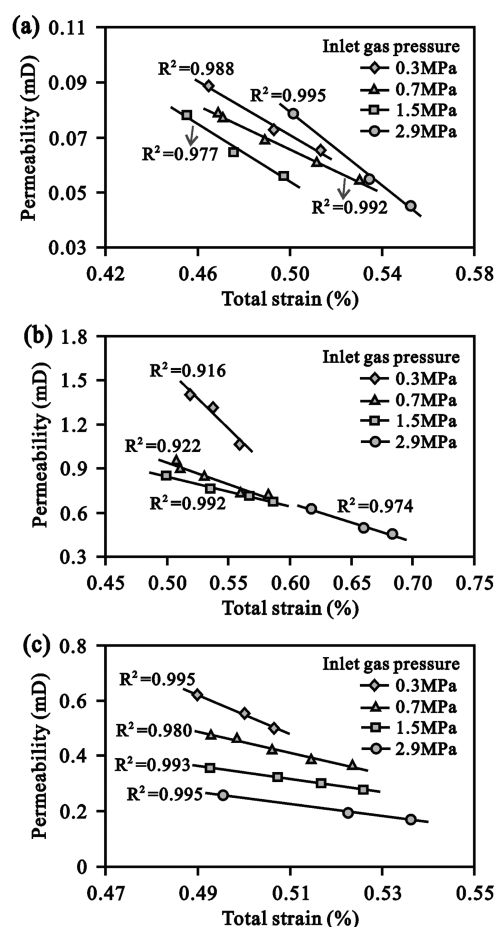 (a)
0.11
0.09
0.07
0.05
0.03
Permeability (mD)
R²=0.988
R²=0.995
R²=0.977
R²=0.992
Inlet gas pressure
0.3MPa
0.7MPa
1.5MPa
2.9MPa
0.42 0.46 0.50 0.54 0.58
Total strain (%)
(b)
1.8
1.5
1.2
0.9
0.6
0.3
Permeability (mD)
R²=0.916
R²=0.922
R²=0.992
R²=0.974
Inlet gas pressure
0.3MPa
0.7MPa
1.5MPa
2.9MPa
0.45 0.50 0.55 0.60 0.65 0.70 0.75
Total strain (%)
(c)
0.8
0.6
0.4
0.2
0
Permeability (mD)
R²=0.995
R²=0.980
R²=0.993
R²=0.995
Inlet gas pressure
0.3MPa
0.7MPa
1.5MPa
2.9MPa
0.47 0.49 0.51 0.53 0.55
Total strain (%)